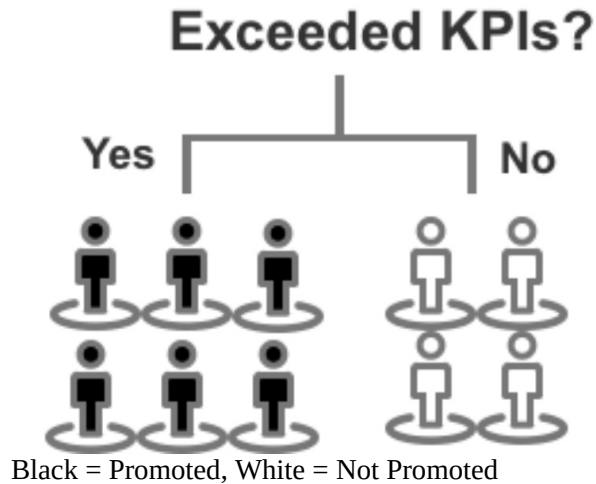 Exceeded KPIs?
Yes
No
Black = Promoted, White = Not Promoted